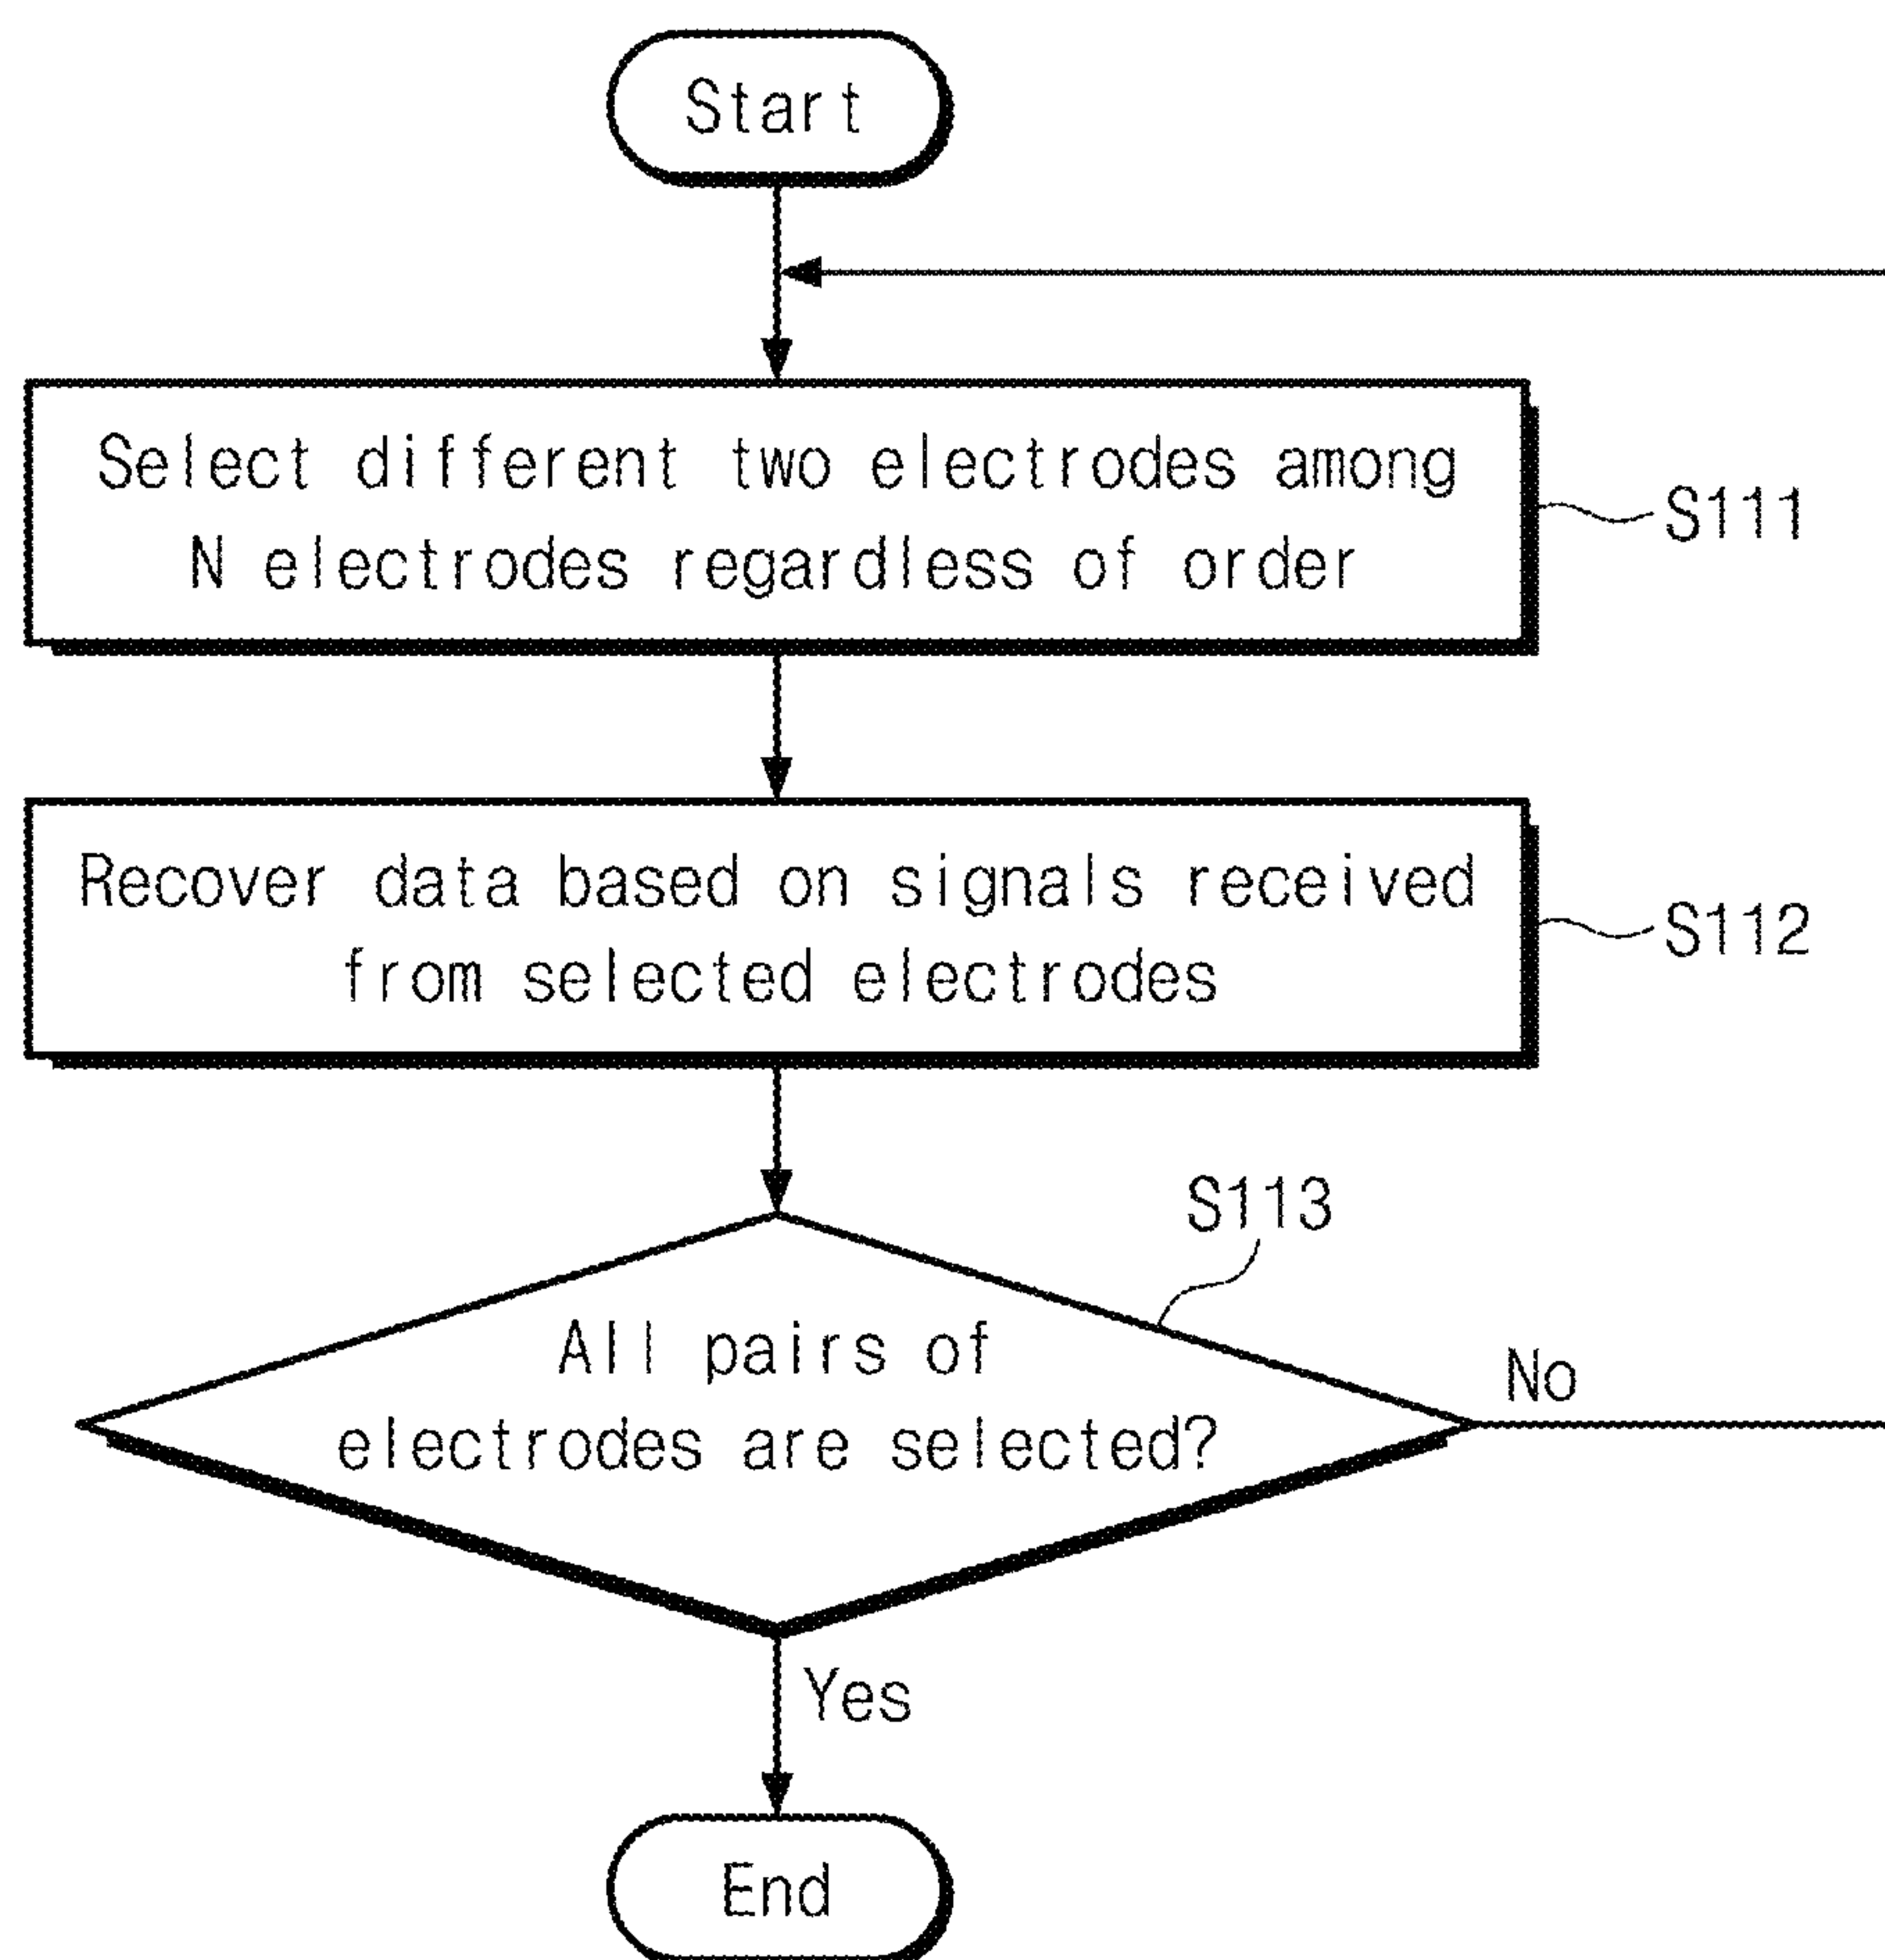 Start
Select different two electrodes among
N electrodes regardless of order
S111
Recover data based on signals received
from selected electrodes
S112
S113
All pairs of
electrodes are selected?
No
Yes
End